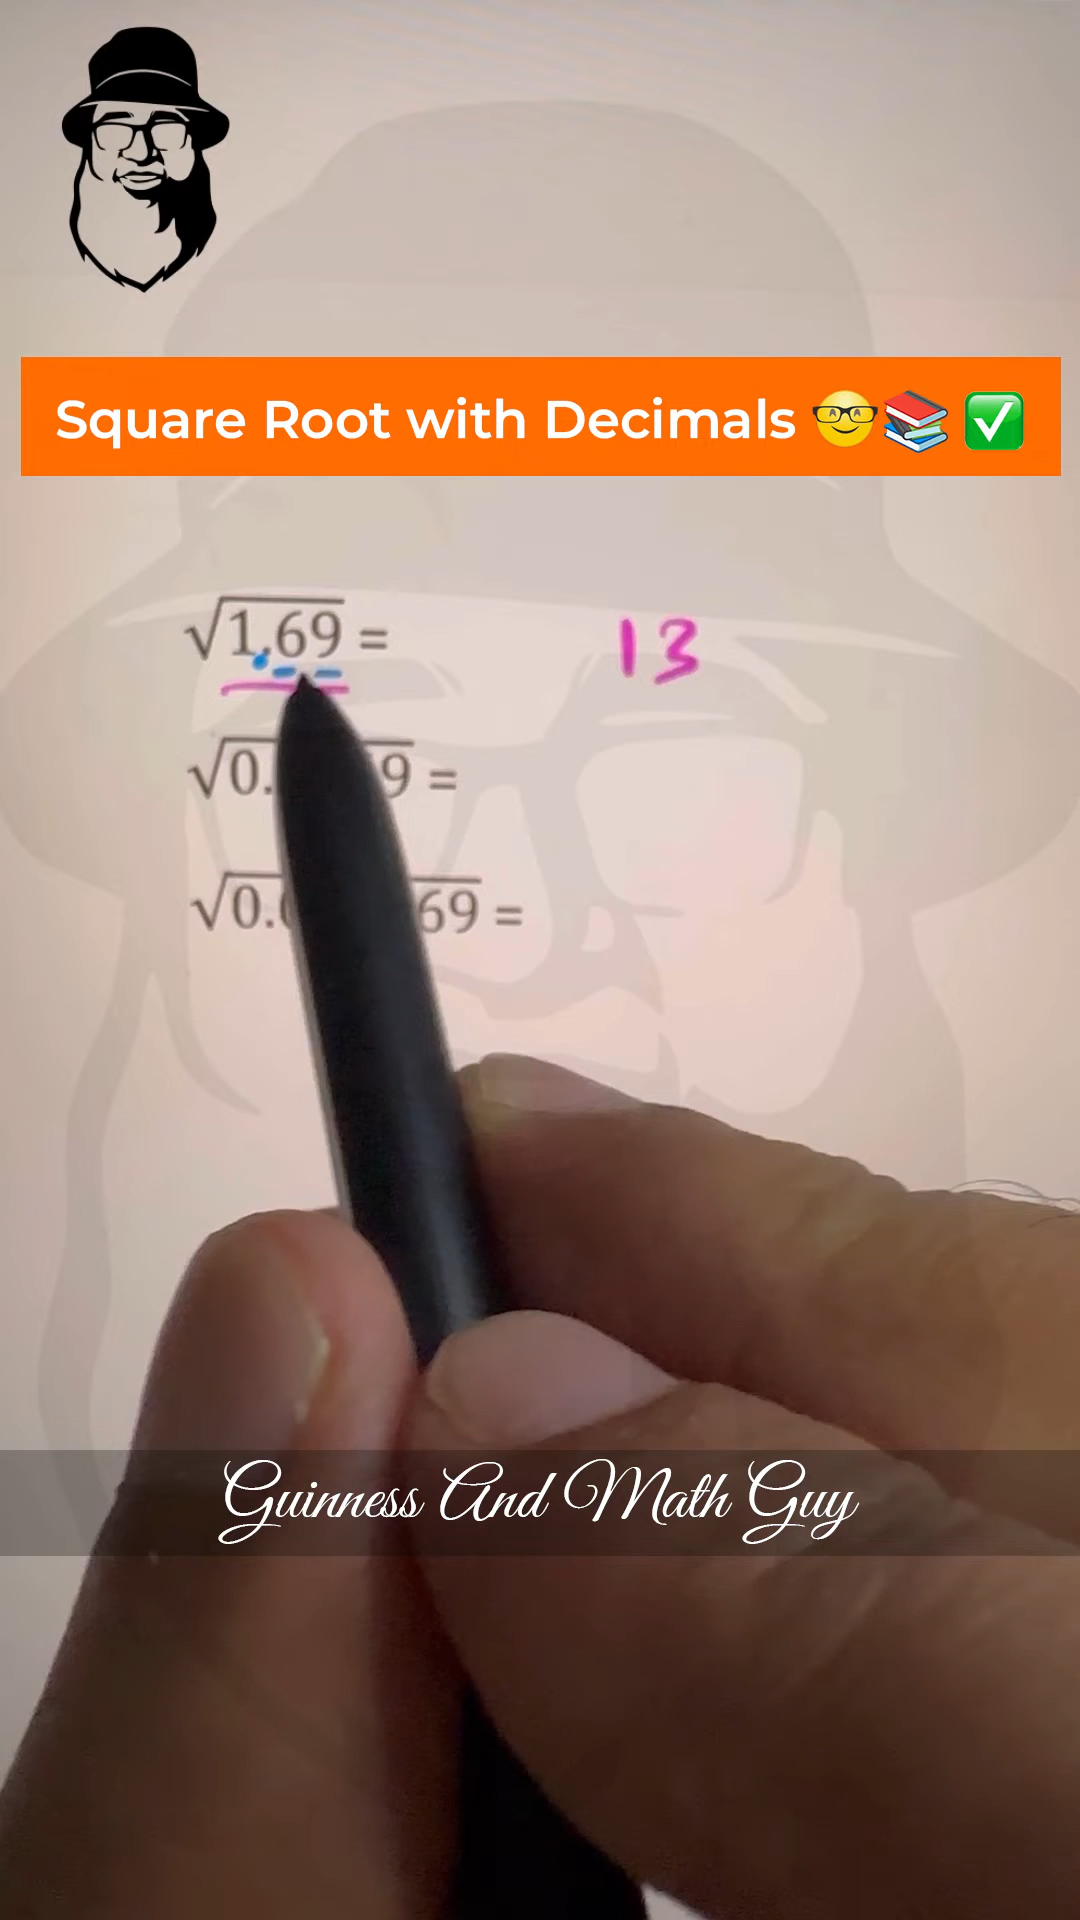 Square Root with Decimals 🤓📚 ✅
√1.69 =
13
√0. 9 =
√0. 69 =
Guinness And Math Guy